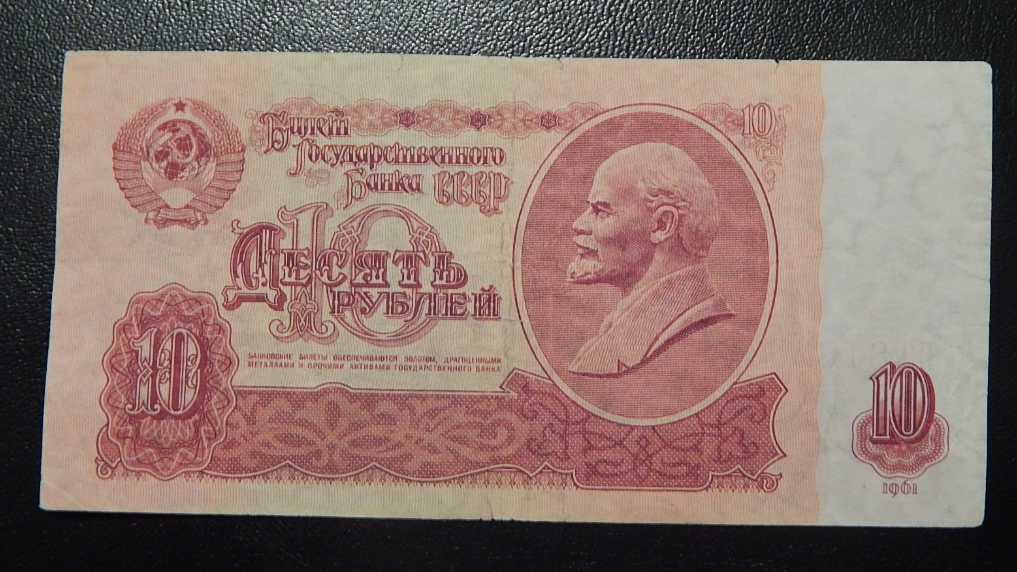 Билет
Государственного
Банка СССР
10
10
Десять
рублей
БАНКОВСКИЕ БИЛЕТЫ ОБЕСПЕЧИВАЮТСЯ ЗОЛОТОМ, ДРАГОЦЕННЫМИ
МЕТАЛЛАМИ И ПРОЧИМИ АКТИВАМИ ГОСУДАРСТВЕННОГО БАНКА
10
10
1961